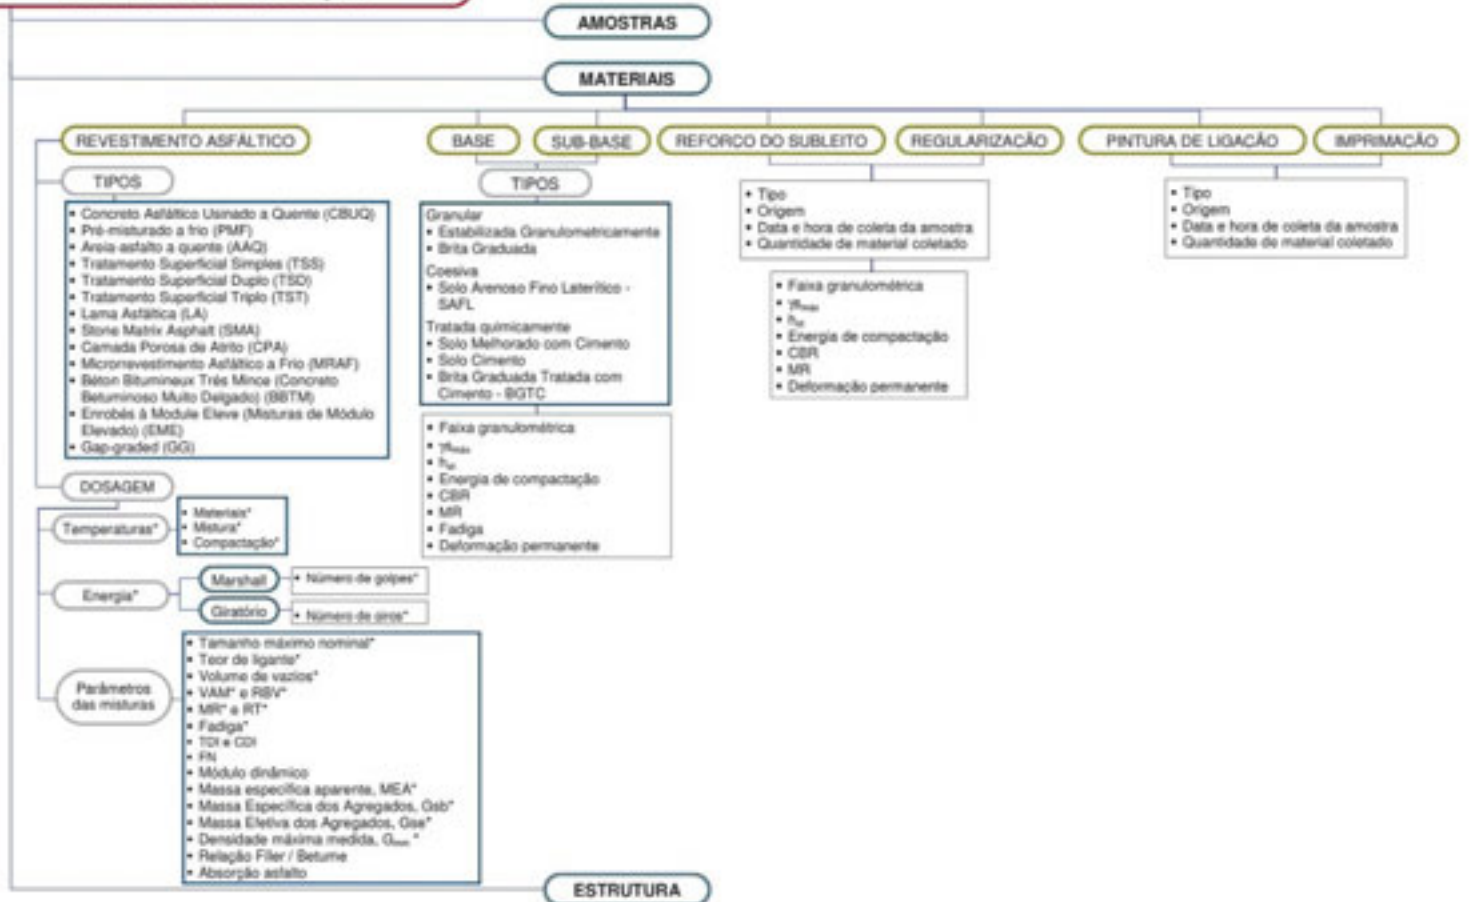 AMOSTRAS
MATERIAIS
REVESTIMENTO ASFÁLTICO
BASE
SUB-BASE
REFORÇO DO SUBLEITO
REGULARIZAÇÃO
PINTURA DE LIGAÇÃO
IMPRIMAÇÃO
TIPOS
• Concreto Asfáltico Usinado a Quente (CBUQ)
• Pré-misturado a frio (PMF)
• Areia-asfalto a quente (AAQ)
• Tratamento Superficial Simples (TSS)
• Tratamento Superficial Duplo (TSD)
• Tratamento Superficial Triplo (TST)
• Lama Asfáltica (LA)
• Stone Matrix Asphalt (SMA)
• Camada Porosa de Atrito (CPA)
• Microrrevestimento Asfáltico a Frio (MRAF)
• Béton Bitumineux Trés Mince (Concreto
Betuminoso Muito Delgado) (BBTM)
• Enrobés à Module Eleve (Misturas de Módulo
Elevado) (EME)
• Gap-graded (GG)
TIPOS
Granular
• Estabilizada Granulometricamente
• Brita Graduada
Coesiva
• Solo Arenoso Fino Laterítico -
SAFL
Tratada quimicamente
• Solo Melhorado com Cimento
• Solo Cimento
• Brita Graduada Tratada com
Cimento - BGTC
• Faixa granulométrica
• Energia de compactação
• CBR
• MR
• Fadiga
• Deformação permanente
• Tipo
• Origem
• Data e hora de coleta da amostra
• Quantidade de material coletado
• Faixa granulométrica
• Energia de compactação
• CBR
• MR
• Deformação permanente
• Tipo
• Origem
• Data e hora de coleta da amostra
• Quantidade de material coletado
DOSAGEM
Temperaturas*
• Materiais*
• Mistura*
• Compactação*
Energia*
Marshall
• Número de golpes*
Giratório
• Número de giros*
Parâmetros
das misturas
• Tamanho máximo nominal*
• Teor de ligante*
• Volume de vazios*
• VAM* e RBV*
• MR* e RT*
• Fadiga*
• TDI e CDI
• FN
• Módulo dinâmico
• Massa específica aparente, MEA*
• Massa Específica dos Agregados, Gsb*
• Massa Efetiva dos Agregados, Gse*
• Densidade máxima medida, Gmm *
• Relação Fíler / Betume
• Absorção asfalto
ESTRUTURA